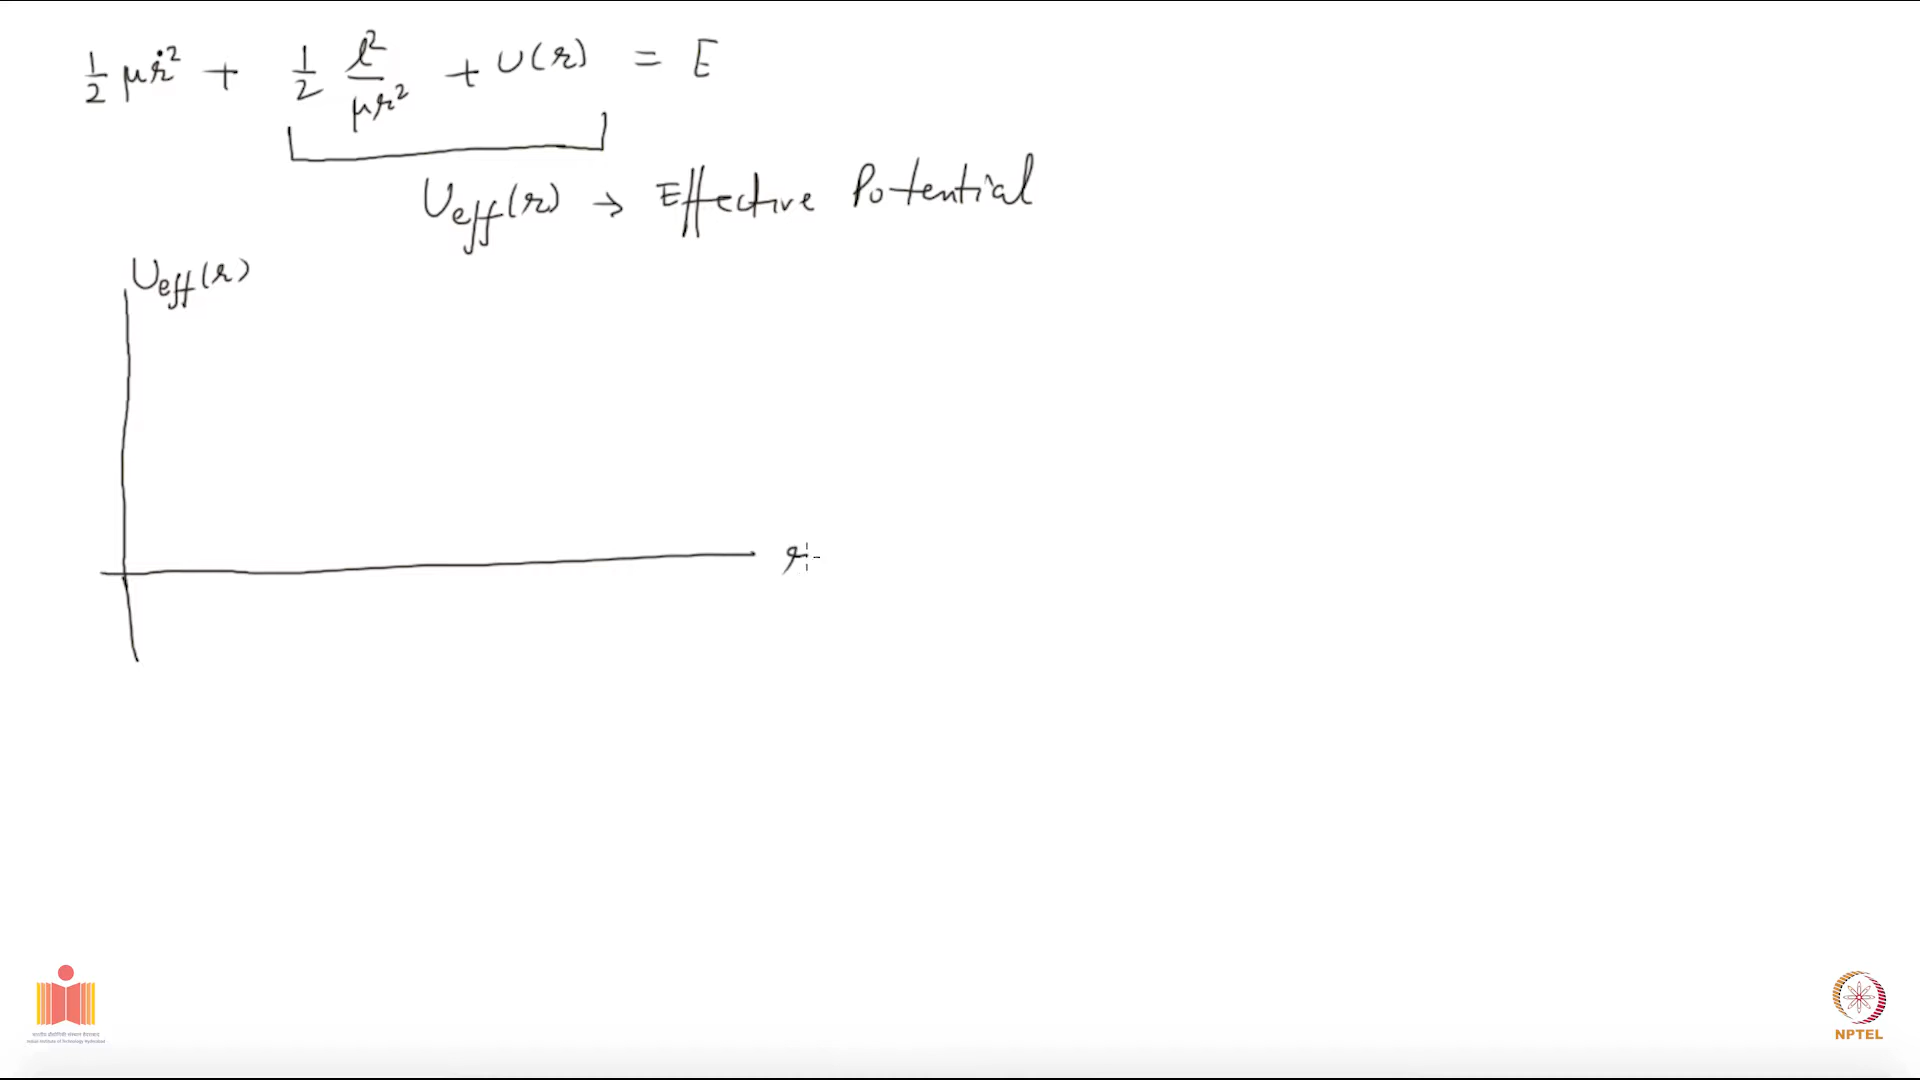 ½ μṙ² + ½ l²/μr² + U(r) = E
U_eff(r) → Effective Potential
U_eff(r)
r
NPTEL